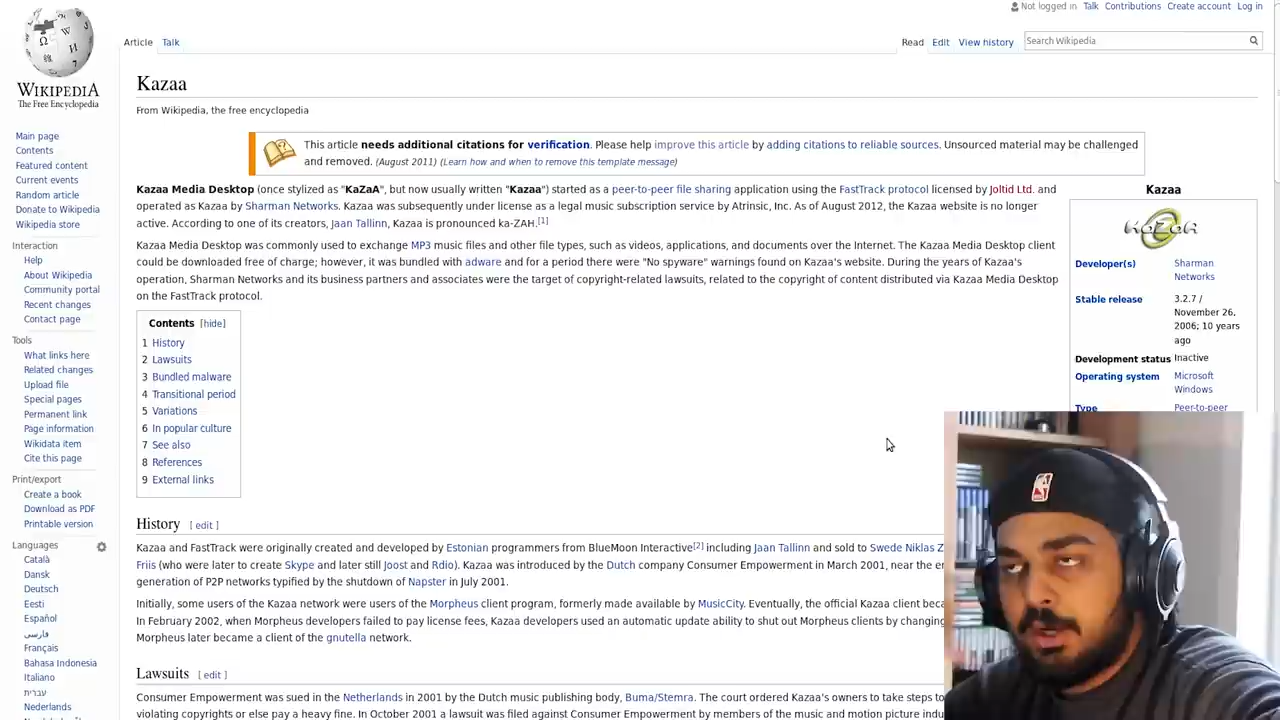 Not logged in Talk Contributions Create account Log in
Article Talk
Read Edit View history Search Wikipedia
WIKIPEDIA
The Free Encyclopedia
Main page
Contents
Featured content
Current events
Random article
Donate to Wikipedia
Wikipedia store
Interaction
Help
About Wikipedia
Community portal
Recent changes
Contact page
Tools
What links here
Related changes
Upload file
Special pages
Permanent link
Page information
Wikidata item
Cite this page
Print/export
Create a book
Download as PDF
Printable version
Languages
Català
Dansk
Deutsch
Eesti
Español
فارسی
Français
Bahasa Indonesia
Italiano
עברית
Nederlands
Kazaa
From Wikipedia, the free encyclopedia
This article needs additional citations for verification. Please help improve this article by adding citations to reliable sources. Unsourced material may be challenged
and removed. (August 2011) (Learn how and when to remove this template message)
Kazaa Media Desktop (once stylized as "KaZaA", but now usually written "Kazaa") started as a peer-to-peer file sharing application using the FastTrack protocol licensed by Joltid Ltd. and
operated as Kazaa by Sharman Networks. Kazaa was subsequently under license as a legal music subscription service by Atrinsic, Inc. As of August 2012, the Kazaa website is no longer
active. According to one of its creators, Jaan Tallinn, Kazaa is pronounced ka-ZAH.[1]
Kazaa Media Desktop was commonly used to exchange MP3 music files and other file types, such as videos, applications, and documents over the Internet. The Kazaa Media Desktop client
could be downloaded free of charge; however, it was bundled with adware and for a period there were "No spyware" warnings found on Kazaa's website. During the years of Kazaa's
operation, Sharman Networks and its business partners and associates were the target of copyright-related lawsuits, related to the copyright of content distributed via Kazaa Media Desktop
on the FastTrack protocol.
Contents [hide]
1 History
2 Lawsuits
3 Bundled malware
4 Transitional period
5 Variations
6 In popular culture
7 See also
8 References
9 External links
Kazaa
KaZaA
Developer(s) Sharman
Networks
Stable release 3.2.7 /
November 26,
2006; 10 years
ago
Development status Inactive
Operating system Microsoft
Windows
Type Peer-to-peer
History [ edit ]
Kazaa and FastTrack were originally created and developed by Estonian programmers from BlueMoon Interactive[2] including Jaan Tallinn and sold to Swede Niklas Z
Friis (who were later to create Skype and later still Joost and Rdio). Kazaa was introduced by the Dutch company Consumer Empowerment in March 2001, near the en
generation of P2P networks typified by the shutdown of Napster in July 2001.
Initially, some users of the Kazaa network were users of the Morpheus client program, formerly made available by MusicCity. Eventually, the official Kazaa client beca
In February 2002, when Morpheus developers failed to pay license fees, Kazaa developers used an automatic update ability to shut out Morpheus clients by changing
Morpheus later became a client of the gnutella network.
Lawsuits [ edit ]
Consumer Empowerment was sued in the Netherlands in 2001 by the Dutch music publishing body, Buma/Stemra. The court ordered Kazaa's owners to take steps to
violating copyrights or else pay a heavy fine. In October 2001 a lawsuit was filed against Consumer Empowerment by members of the music and motion picture indu